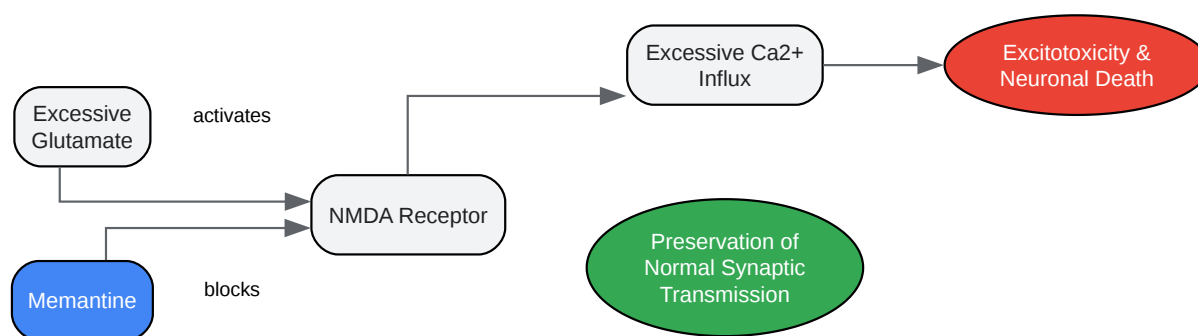 Excessive
Glutamate
activates
Memantine
blocks
NMDA Receptor
Excessive Ca2+
Influx
Excitotoxicity &
Neuronal Death
Preservation of
Normal Synaptic
Transmission